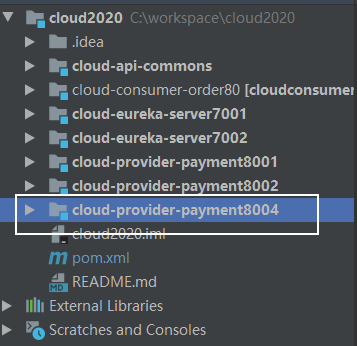 cloud2020 C:\workspace\cloud2020
.idea
cloud-api-commons
cloud-consumer-order80 [cloudconsumer
cloud-eureka-server7001
cloud-eureka-server7002
cloud-provider-payment8001
cloud-provider-payment8002
cloud-provider-payment8004
cloud2020.iml
pom.xml
README.md
External Libraries
Scratches and Consoles